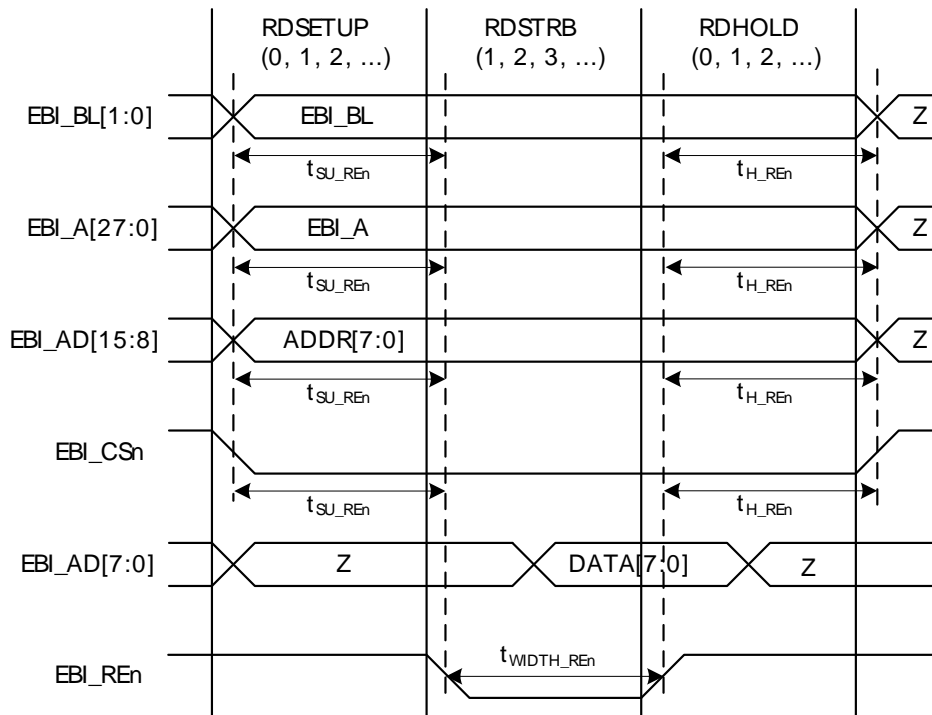 RDSETUP RDSTRB RDHOLD
(0, 1, 2, ...) (1, 2, 3, ...) (0, 1, 2, ...)
EBI_BL[1:0] EBI_BL Z
tSU_REn tH_REn
EBI_A[27:0] EBI_A Z
tSU_REn tH_REn
EBI_AD[15:8] ADDR[7:0] Z
tSU_REn tH_REn
EBI_CSn
tSU_REn tH_REn
EBI_AD[7:0] Z DATA[7:0] Z
tWIDTH_REn
EBI_REn